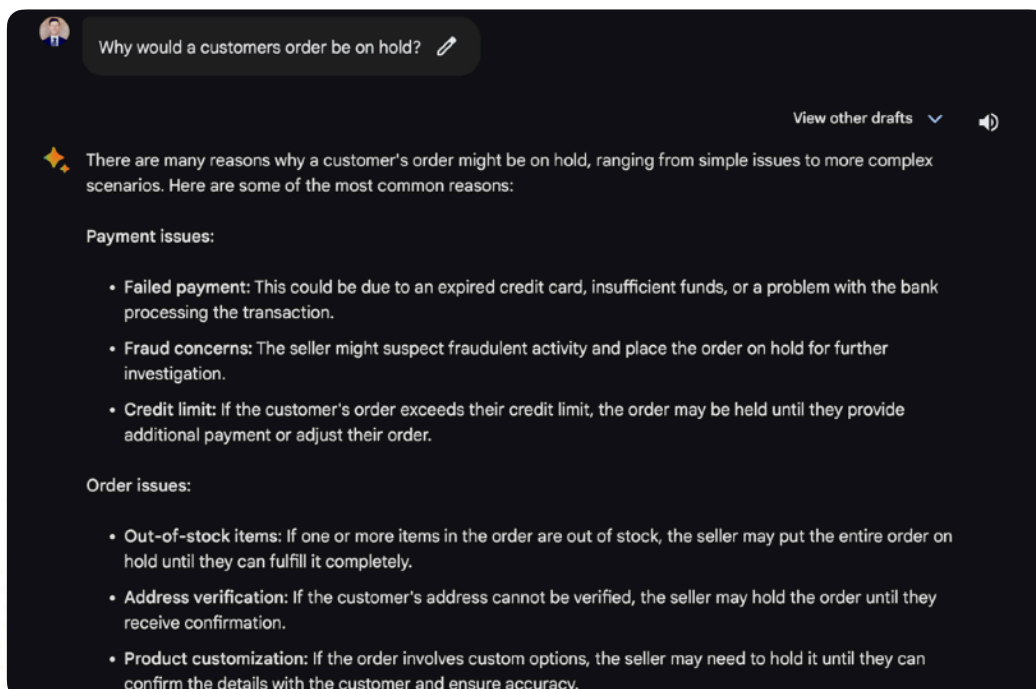 Why would a customers order be on hold?
View other drafts
There are many reasons why a customer's order might be on hold, ranging from simple issues to more complex
scenarios. Here are some of the most common reasons:
Payment issues:
• Failed payment: This could be due to an expired credit card, insufficient funds, or a problem with the bank
processing the transaction.
• Fraud concerns: The seller might suspect fraudulent activity and place the order on hold for further
investigation.
• Credit limit: If the customer's order exceeds their credit limit, the order may be held until they provide
additional payment or adjust their order.
Order issues:
• Out-of-stock items: If one or more items in the order are out of stock, the seller may put the entire order on
hold until they can fulfill it completely.
• Address verification: If the customer's address cannot be verified, the seller may hold the order until they
receive confirmation.
• Product customization: If the order involves custom options, the seller may need to hold it until they can
confirm the details with the customer and ensure accuracy.